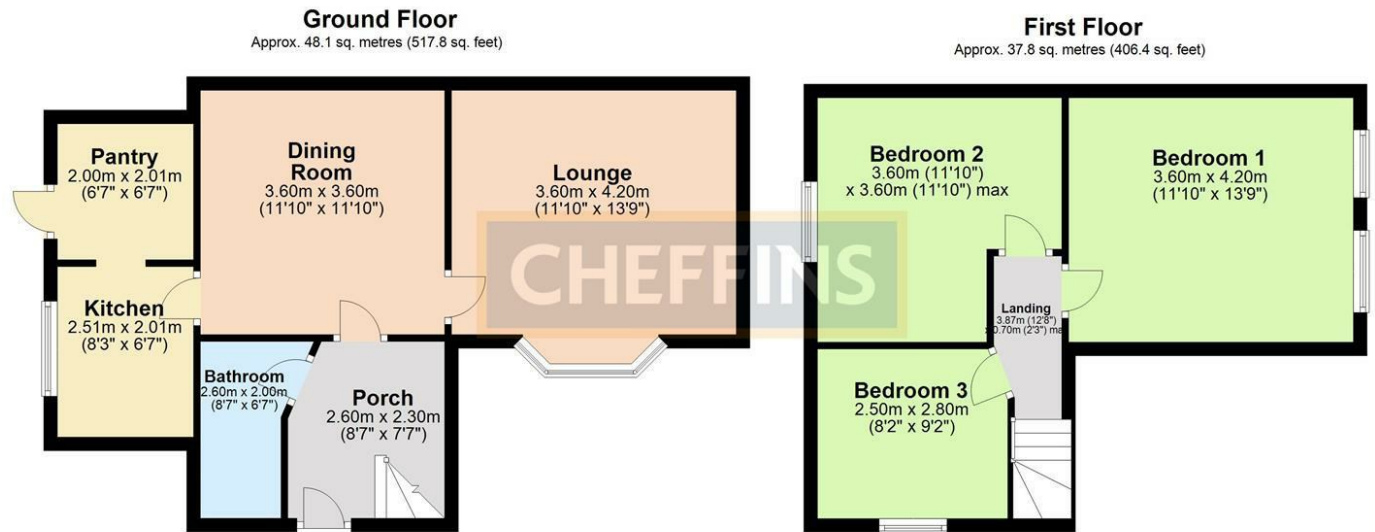 Ground Floor
Approx. 48.1 sq. metres (517.8 sq. feet)
Pantry
2.00m x 2.01m
(6'7" x 6'7")
Dining
Room
3.60m x 3.60m
(11'10" x 11'10")
Lounge
3.60m x 4.20m
(11'10" x 13'9")
Kitchen
2.51m x 2.01m
(8'3" x 6'7")
Bathroom
2.60m x 2.00m
(8'7" x 6'7")
Porch
2.60m x 2.30m
(8'7" x 7'7")
CHEFFINS
First Floor
Approx. 37.8 sq. metres (406.4 sq. feet)
Bedroom 2
3.60m (11'10")
x 3.60m (11'10") max
Bedroom 1
3.60m x 4.20m
(11'10" x 13'9")
Landing
3.87m (12'8")
x 0.70m (2'3") ma
Bedroom 3
2.50m x 2.80m
(8'2" x 9'2")